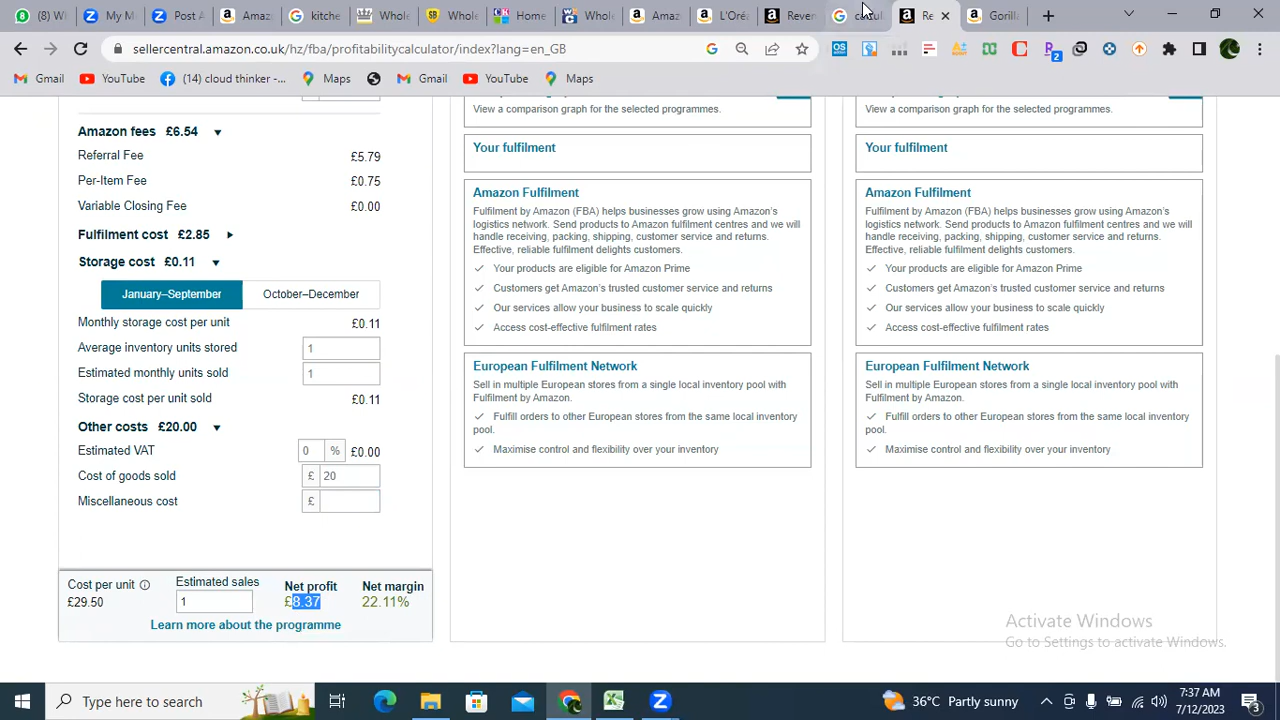 My
Post A
Amaz
kitche
Whole
Whole
Home
Whole
Amaz
L'Oré
Rever
Re
Gorilla
sellercentral.amazon.co.uk/hz/fba/profitabilitycalculator/index?lang=en_GB
Gmail
YouTube
(14) cloud thinker -...
Maps
Gmail
YouTube
Maps
Amazon fees £6.54
Referral Fee £5.79
Per-Item Fee £0.75
Variable Closing Fee £0.00
Fulfilment cost £2.85
Storage cost £0.11
January–September October–December
Monthly storage cost per unit £0.11
Average inventory units stored 1
Estimated monthly units sold 1
Storage cost per unit sold £0.11
Other costs £20.00
Estimated VAT 0 % £0.00
Cost of goods sold £ 20
Miscellaneous cost £
Cost per unit
£29.50
Estimated sales
1
Net profit
£8.37
Net margin
22.11%
Learn more about the programme
View a comparison graph for the selected programmes.
Your fulfilment
Amazon Fulfilment
Fulfilment by Amazon (FBA) helps businesses grow using Amazon's
logistics network. Send products to Amazon fulfilment centres and we will
handle receiving, packing, shipping, customer service and returns.
Effective, reliable fulfilment delights customers.
Your products are eligible for Amazon Prime
Customers get Amazon's trusted customer service and returns
Our services allow your business to scale quickly
Access cost-effective fulfilment rates
European Fulfilment Network
Sell in multiple European stores from a single local inventory pool with
Fulfilment by Amazon.
Fulfill orders to other European stores from the same local inventory
pool.
Maximise control and flexibility over your inventory
View a comparison graph for the selected programmes.
Your fulfilment
Amazon Fulfilment
Fulfilment by Amazon (FBA) helps businesses grow using Amazon's
logistics network. Send products to Amazon fulfilment centres and we will
handle receiving, packing, shipping, customer service and returns.
Effective, reliable fulfilment delights customers.
Your products are eligible for Amazon Prime
Customers get Amazon's trusted customer service and returns
Our services allow your business to scale quickly
Access cost-effective fulfilment rates
European Fulfilment Network
Sell in multiple European stores from a single local inventory pool with
Fulfilment by Amazon.
Fulfill orders to other European stores from the same local inventory
pool.
Maximise control and flexibility over your inventory
Activate Windows
Go to Settings to activate Windows.
Type here to search
36°C Partly sunny
7:37 AM
7/12/2023
3